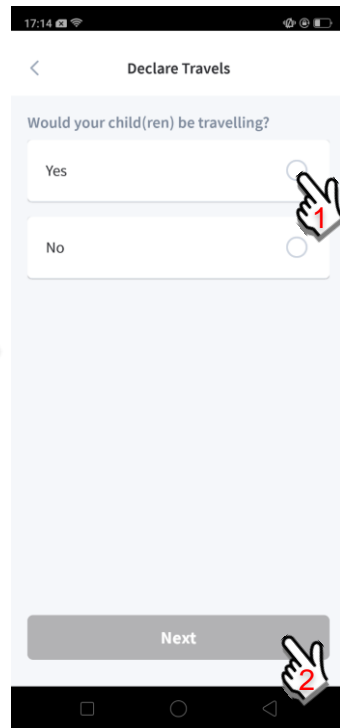 17:14
Declare Travels
Would your child(ren) be travelling?
Yes
1
No
Next
2